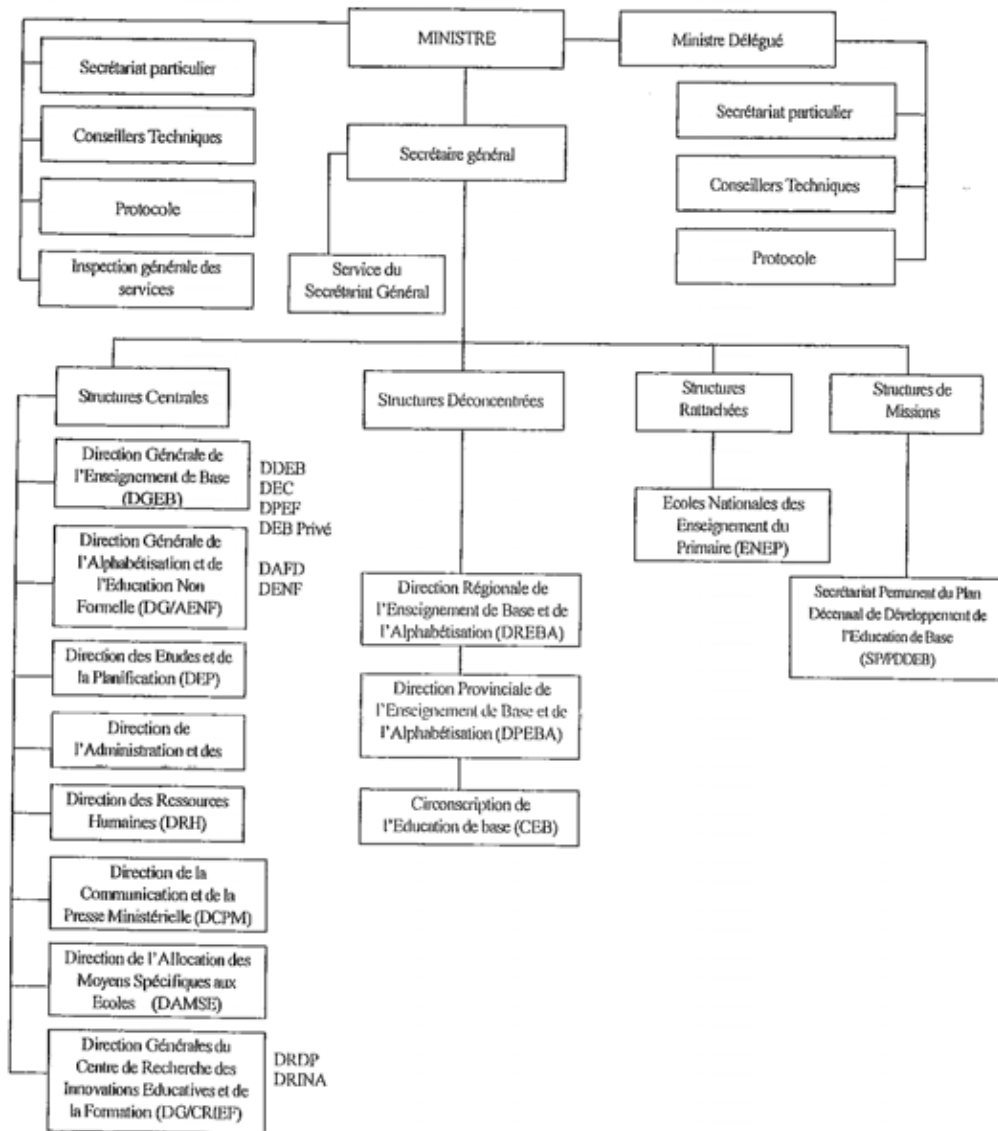 MINISTRE
Ministre Délégué
Secrétariat particulier
Conseillers Techniques
Protocole
Inspection générale des
services
Secrétaire général
Service du
Secrétariat Général
Secrétariat particulier
Conseillers Techniques
Protocole
Structures Centrales
Structures Déconcentrées
Structures
Rattachées
Structures de
Missions
Direction Générale de
l'Enseignement de Base
(DGEB)
DDEB
DEC
DPEF
DEB Privé
Direction Générale de
l'Alphabétisation et de
l'Education Non
Formelle (DG/AENF)
DAFD
DENF
Direction des Etudes et de
la Planification (DEP)
Direction de
l'Administration et des
Direction des Ressources
Humaines (DRH)
Direction de la
Communication et de la
Presse Ministérielle (DCPM)
Direction de l'Allocation des
Moyens Spécifiques aux
Ecoles (DAMSE)
Direction Générales du
Centre de Recherche des
Innovations Educatives et de
la Formation (DG/CRIEF)
DRDP
DRINA
Direction Régionale de
l'Enseignement de Base et de
l'Alphabétisation (DREBA)
Direction Provinciale de
l'Enseignement de Base et de
l'Alphabétisation (DPEBA)
Circonscription de
l'Education de base (CEB)
Ecoles Nationales des
Enseignement du
Primaire (ENEP)
Secrétariat Permanent du Plan
Décennal de Développement de
l'Education de Base
(SP/PDDEB)